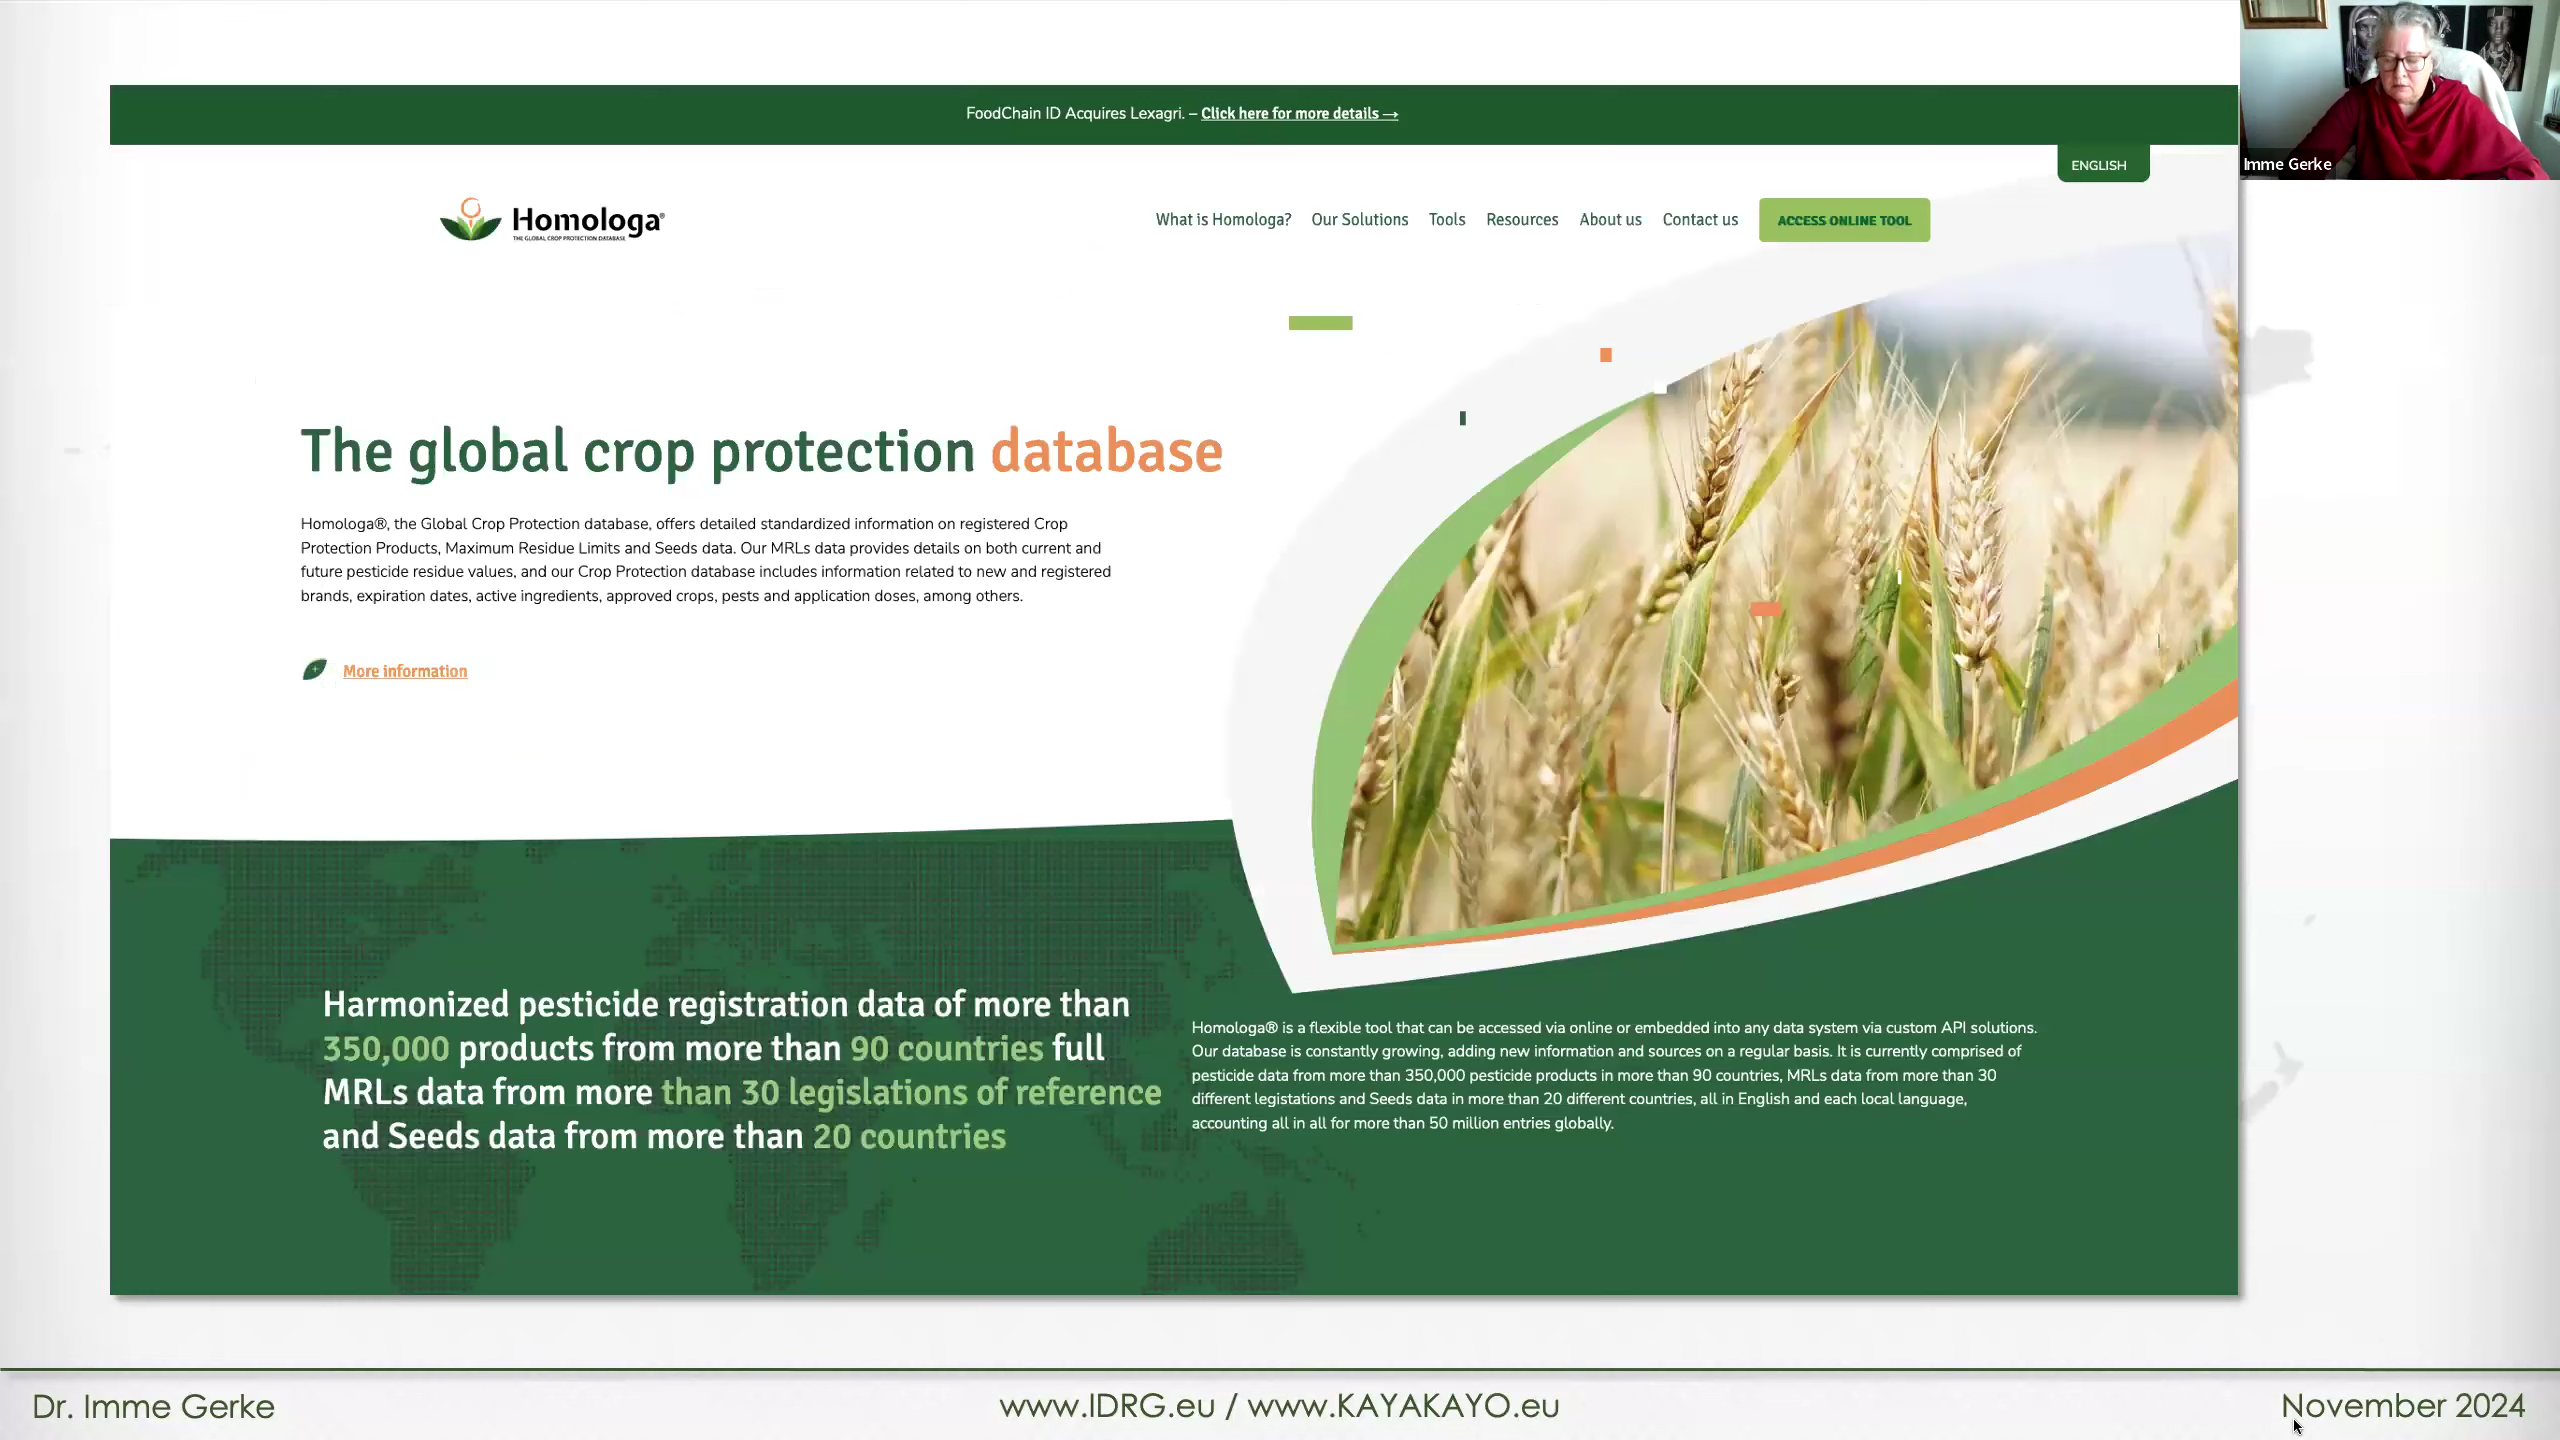 FoodChain ID Acquires Lexagri. – Click here for more details →
ENGLISH
Imme Gerke
Homologa®
THE GLOBAL CROP PROTECTION DATABASE
What is Homologa? Our Solutions Tools Resources About us Contact us ACCESS ONLINE TOOL
The global crop protection database
Homologa®, the Global Crop Protection database, offers detailed standardized information on registered Crop
Protection Products, Maximum Residue Limits and Seeds data. Our MRLs data provides details on both current and
future pesticide residue values, and our Crop Protection database includes information related to new and registered
brands, expiration dates, active ingredients, approved crops, pests and application doses, among others.
More information
Harmonized pesticide registration data of more than
350,000 products from more than 90 countries full
MRLs data from more than 30 legislations of reference
and Seeds data from more than 20 countries
Homologa® is a flexible tool that can be accessed via online or embedded into any data system via custom API solutions.
Our database is constantly growing, adding new information and sources on a regular basis. It is currently comprised of
pesticide data from more than 350,000 pesticide products in more than 90 countries, MRLs data from more than 30
different legistations and Seeds data in more than 20 different countries, all in English and each local language,
accounting all in all for more than 50 million entries globally.
Dr. Imme Gerke
www.IDRG.eu / www.KAYAKAYO.eu
November 2024